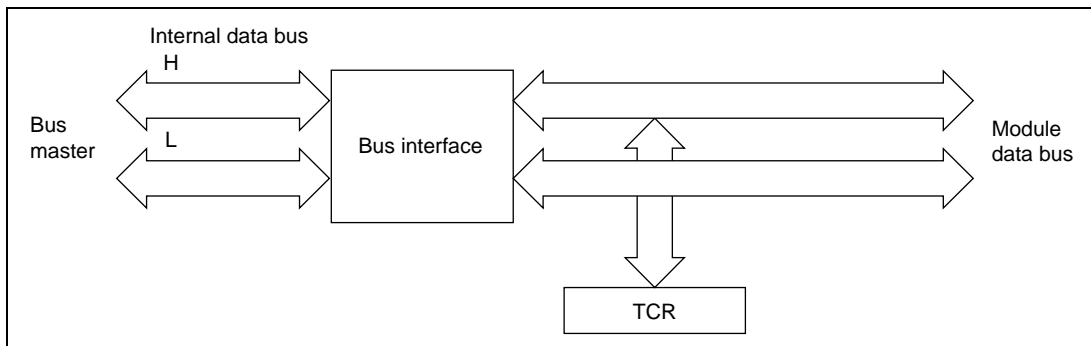 Internal data bus
H
Bus
master
L
Bus interface
Module
data bus
TCR